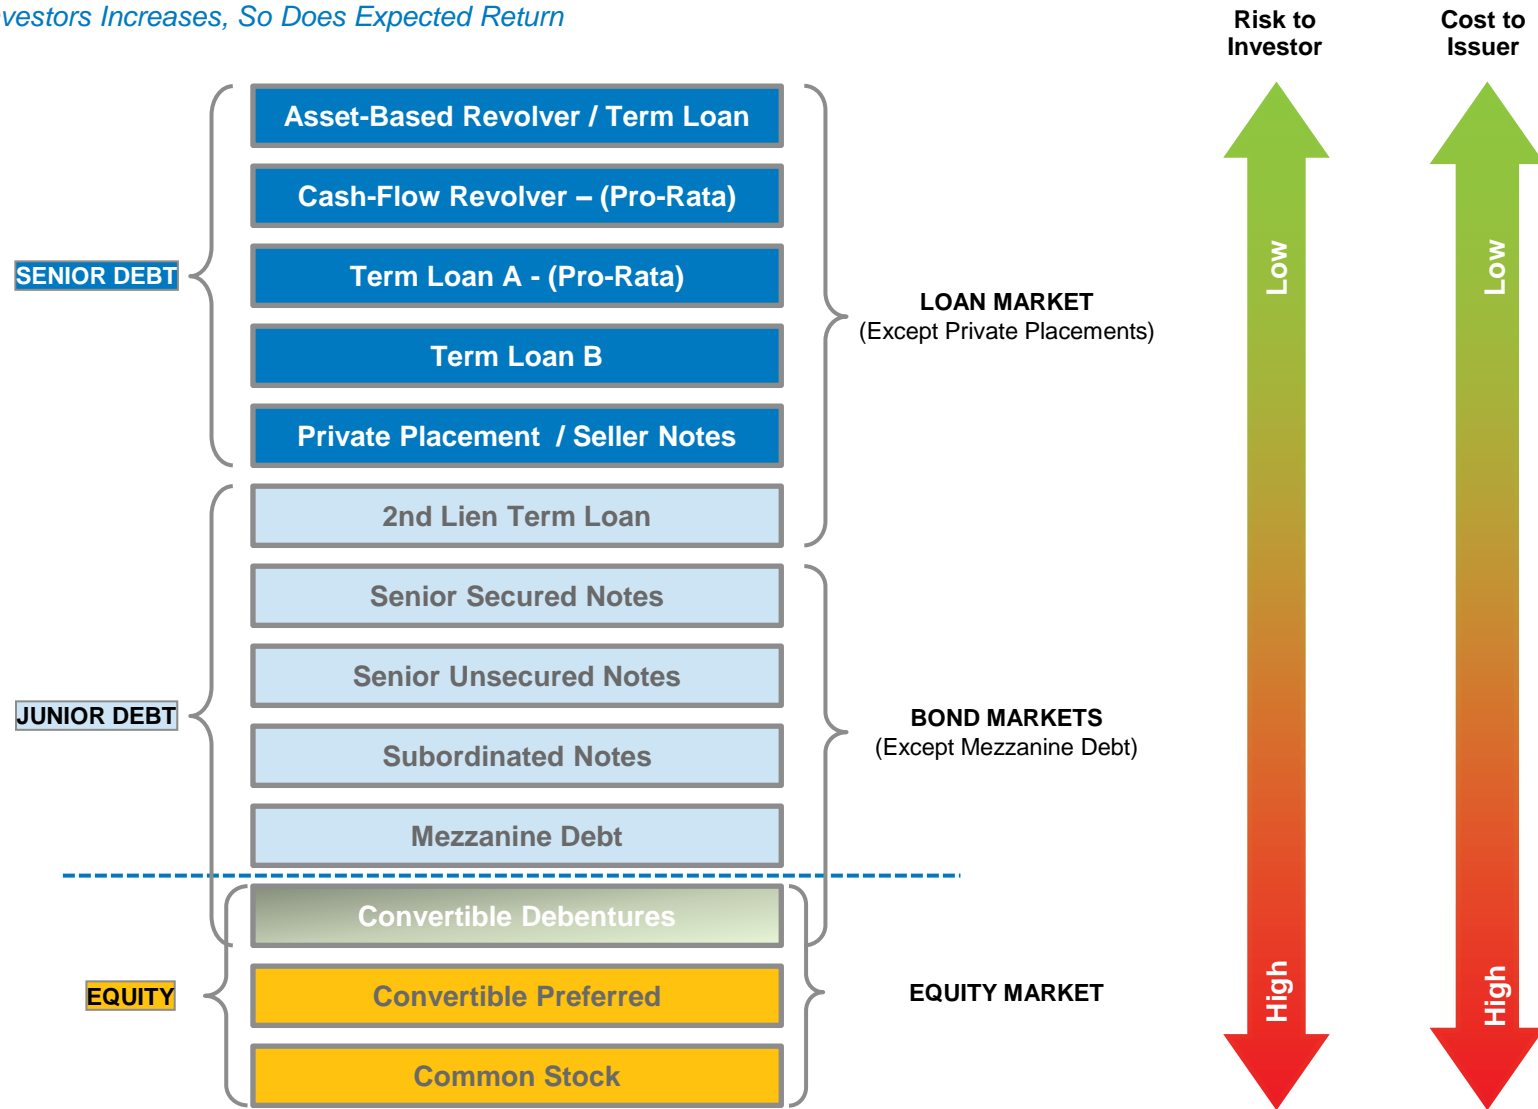 nvestors Increases, So Does Expected Return
Risk to
Investor
Cost to
Issuer
Asset-Based Revolver / Term Loan
Cash-Flow Revolver – (Pro-Rata)
SENIOR DEBT
Term Loan A - (Pro-Rata)
Low
Low
LOAN MARKET
(Except Private Placements)
Term Loan B
Private Placement / Seller Notes
2nd Lien Term Loan
Senior Secured Notes
Senior Unsecured Notes
JUNIOR DEBT
BOND MARKETS
(Except Mezzanine Debt)
Subordinated Notes
Mezzanine Debt
Convertible Debentures
EQUITY
Convertible Preferred
EQUITY MARKET
High
High
Common Stock